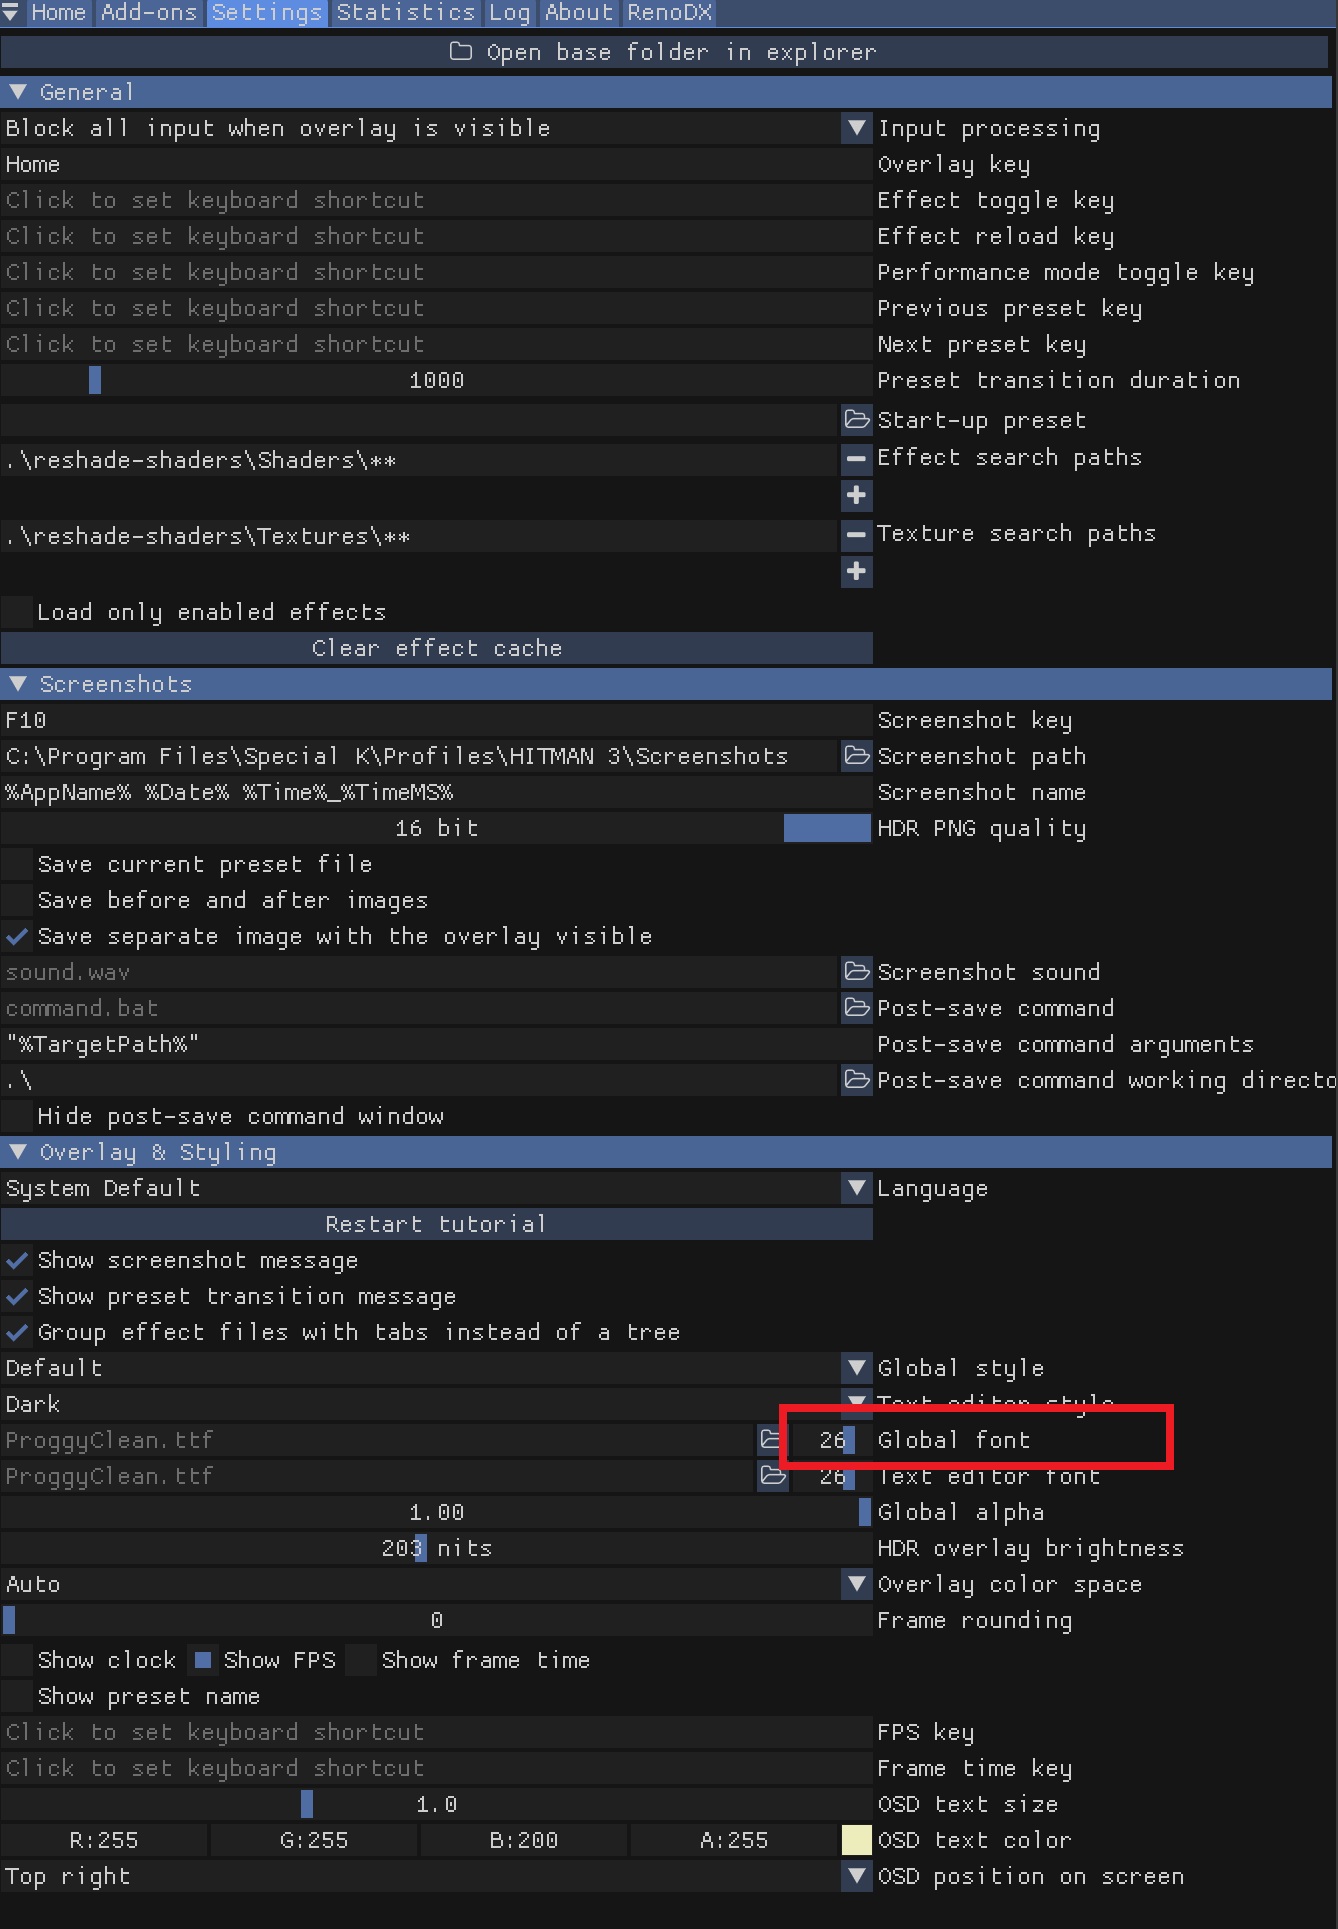 Home Add-ons Settings Statistics Log About RenoDX
Open base folder in explorer
General
Block all input when overlay is visible Input processing
Home Overlay key
Click to set keyboard shortcut Effect toggle key
Click to set keyboard shortcut Effect reload key
Click to set keyboard shortcut Performance mode toggle key
Click to set keyboard shortcut Previous preset key
Click to set keyboard shortcut Next preset key
1000 Preset transition duration
Start-up preset
.\reshade-shaders\Shaders\** Effect search paths
.\reshade-shaders\Textures\** Texture search paths
Load only enabled effects
Clear effect cache
Screenshots
F10 Screenshot key
C:\Program Files\Special K\Profiles\HITMAN 3\Screenshots Screenshot path
%AppName% %Date% %Time%_%TimeMS% Screenshot name
16 bit HDR PNG quality
Save current preset file
Save before and after images
Save separate image with the overlay visible
sound.wav Screenshot sound
command.bat Post-save command
"%TargetPath%" Post-save command arguments
.\ Post-save command working directo
Hide post-save command window
Overlay & Styling
System Default Language
Restart tutorial
Show screenshot message
Show preset transition message
Group effect files with tabs instead of a tree
Default Global style
Dark Text editor style
ProggyClean.ttf 26 Global font
ProggyClean.ttf 26 Text editor font
1.00 Global alpha
203 nits HDR overlay brightness
Auto Overlay color space
0 Frame rounding
Show clock Show FPS Show frame time
Show preset name
Click to set keyboard shortcut FPS key
Click to set keyboard shortcut Frame time key
1.0 OSD text size
R:255 G:255 B:200 A:255 OSD text color
Top right OSD position on screen